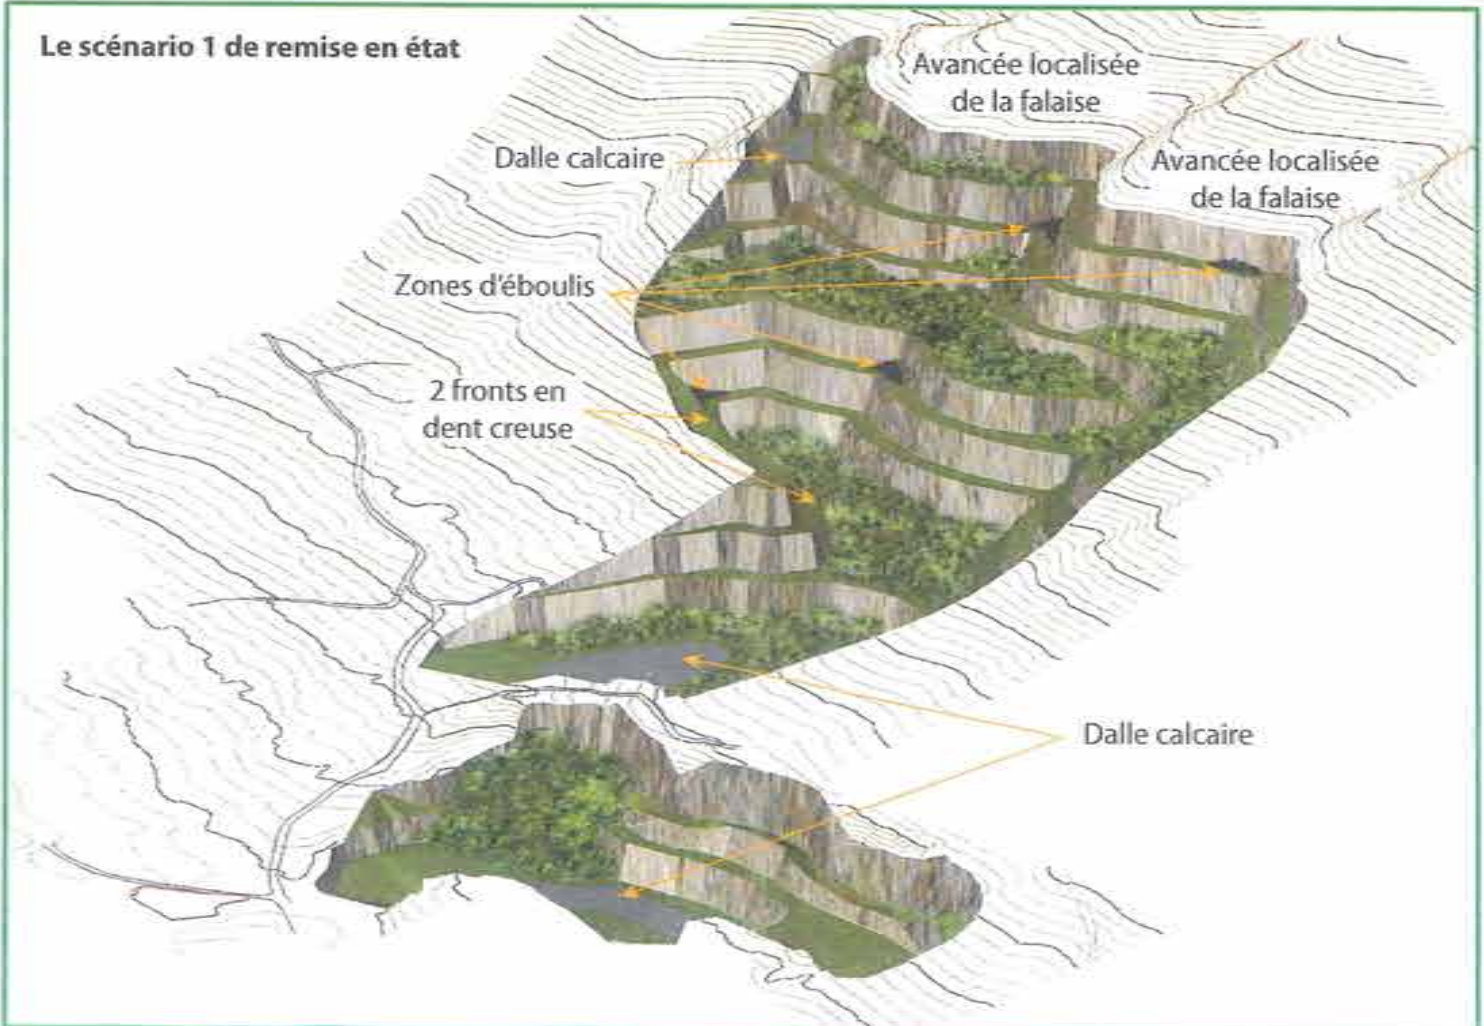 Le scénario 1 de remise en état
Avancée localisée
de la falaise
Dalle calcaire
Avancée localisée
de la falaise
Zones d'éboulis
2 fronts en
dent creuse
Dalle calcaire